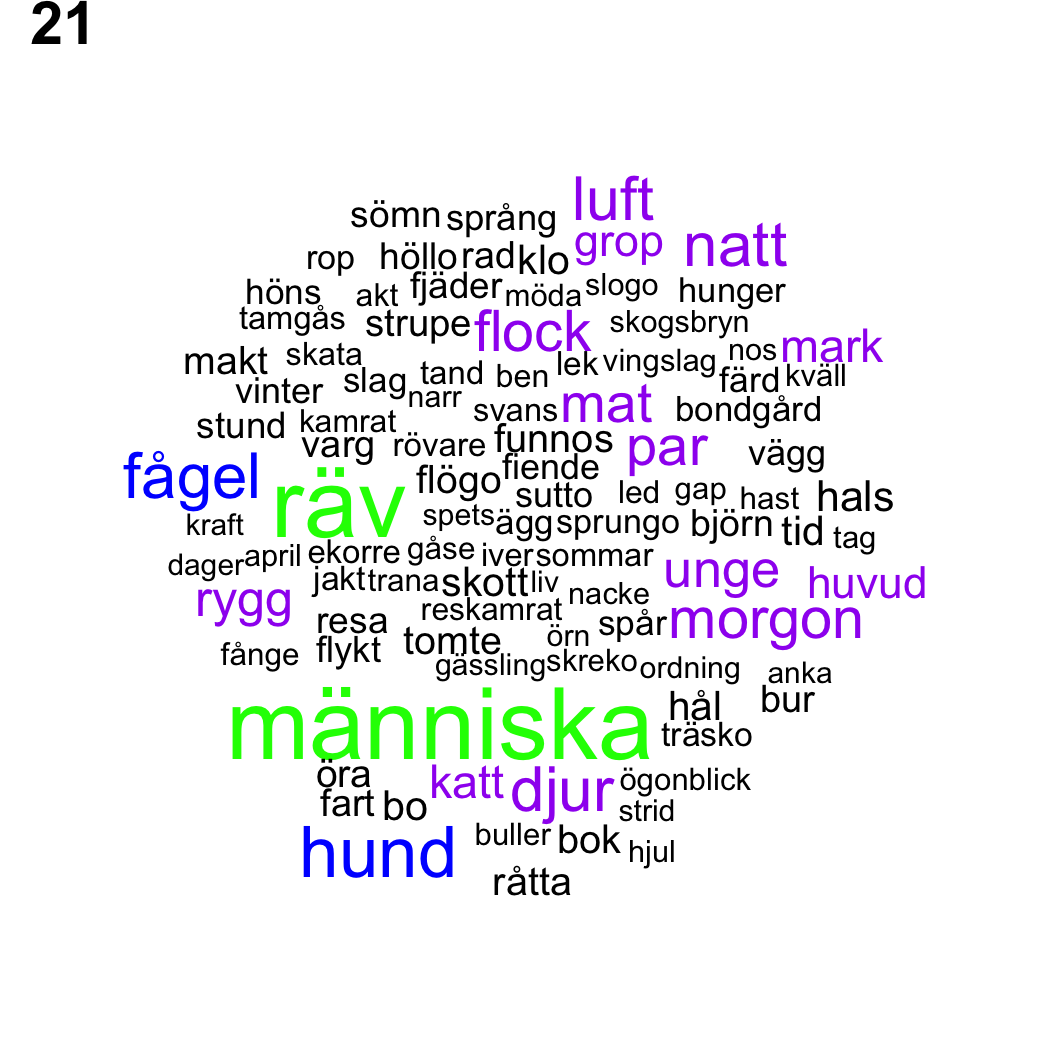 21
sömn språng luft
rop höllo rad klo grop natt
höns akt fjäder möda slogo hunger
tamgås strupe flock skogsbryn
makt skata lek vingslag nos mark
vinter slag tand ben färd kväll
narr svans mat bondgård
stund kamrat
varg rövare funnos par vägg
fågel räv flögo fiende
sutto led gap hast hals
kraft spets ägg sprungo björn tid tag
dager april ekorre gåse iver sommar
jakt trana skott liv nacke unge huvud
rygg resa reskamrat örn spår morgon
fånge flykt tomte
gässling skreko ordning anka
människa hål bur
träsko
öra katt djur ögonblick
fart bo strid
hund buller bok hjul
råtta